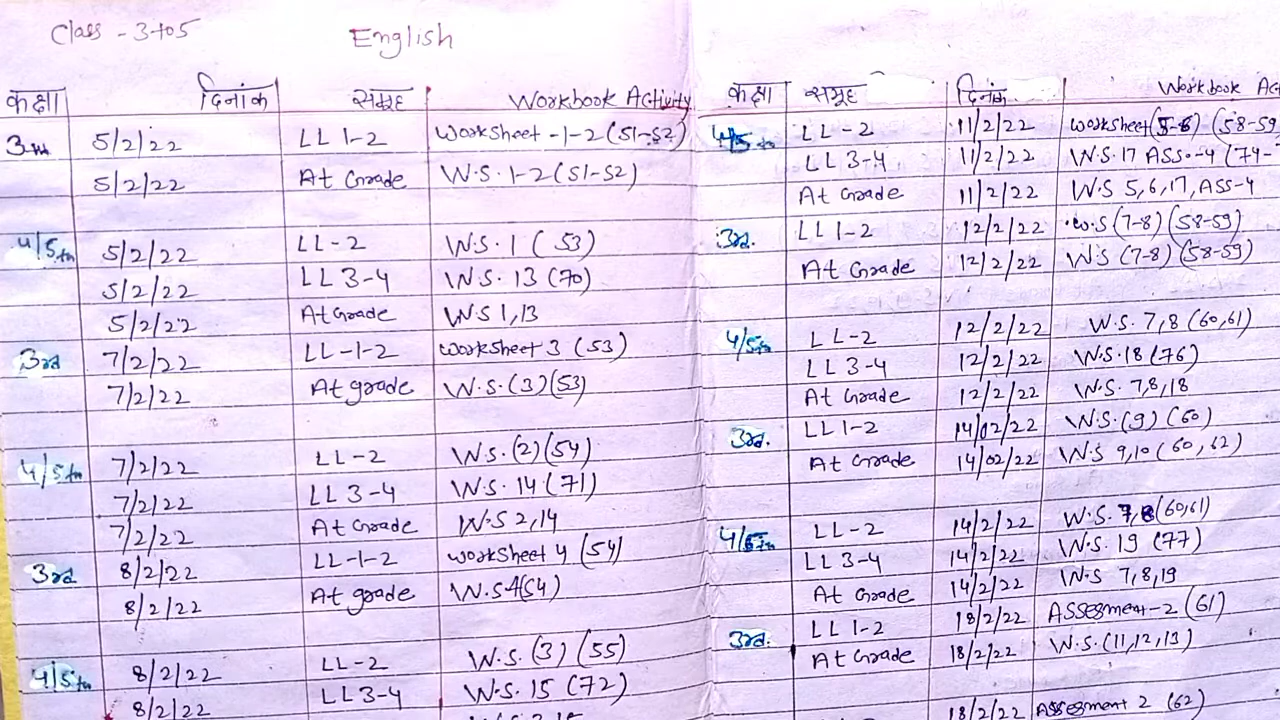 Class - 3 to 5 English
कक्षा दिनांक समूह Workbook Activity
3rd 5/2/22 LL 1-2 Worksheet -1-2 (51-52)
5/2/22 At Grade W.S. 1-2 (51-52)
4/5th 5/2/22 LL-2 W.S. 1 (53)
5/2/22 LL 3-4 W.S. 13 (70)
5/2/22 At Grade W.S 1,13
3rd 7/2/22 LL-1-2 Worksheet 3 (53)
7/2/22 At grade W.S. (3)(53)
4/5th 7/2/22 LL-2 W.S. (2)(54)
7/2/22 LL 3-4 W.S. 14 (71)
7/2/22 At Grade W.S 2,14
3rd 8/2/22 LL-1-2 worksheet 4 (54)
8/2/22 At grade W.S 4(54)
4/5th 8/2/22 LL-2 W.S. (3) (55)
8/2/22 LL 3-4 W.S. 15 (72)
कक्षा समूह दिनांक Workbook Act
4/5th LL-2 11/2/22 worksheet (5-6) (58-59
LL 3-4 11/2/22 W.S. 17 ASS.-4 (74-
At Grade 11/2/22 W.S 5,6,17, ASS-4
3rd. LL 1-2 12/2/22 W.S (7-8) (58-59)
At Grade 12/2/22 W.S (7-8) (58-59)
4/5th LL-2 12/2/22 W.S. 7,8 (60,61)
LL 3-4 12/2/22 W.S. 18 (76)
At Grade 12/2/22 W.S. 7,8,18
3rd. LL 1-2 14/02/22 W.S. (9) (60)
At Grade 14/02/22 W.S 9,10 (60, 62)
4/5th LL-2 14/2/22 W.S. 7,8 (60,61)
LL 3-4 14/2/22 W.S. 19 (77)
At Grade 14/2/22 W.S 7,8,19
3rd. LL 1-2 18/2/22 ASSESSment-2 (61)
At Grade 18/2/22 W.S. (11,12,13)
18/2/22 Assesment 2 (62)